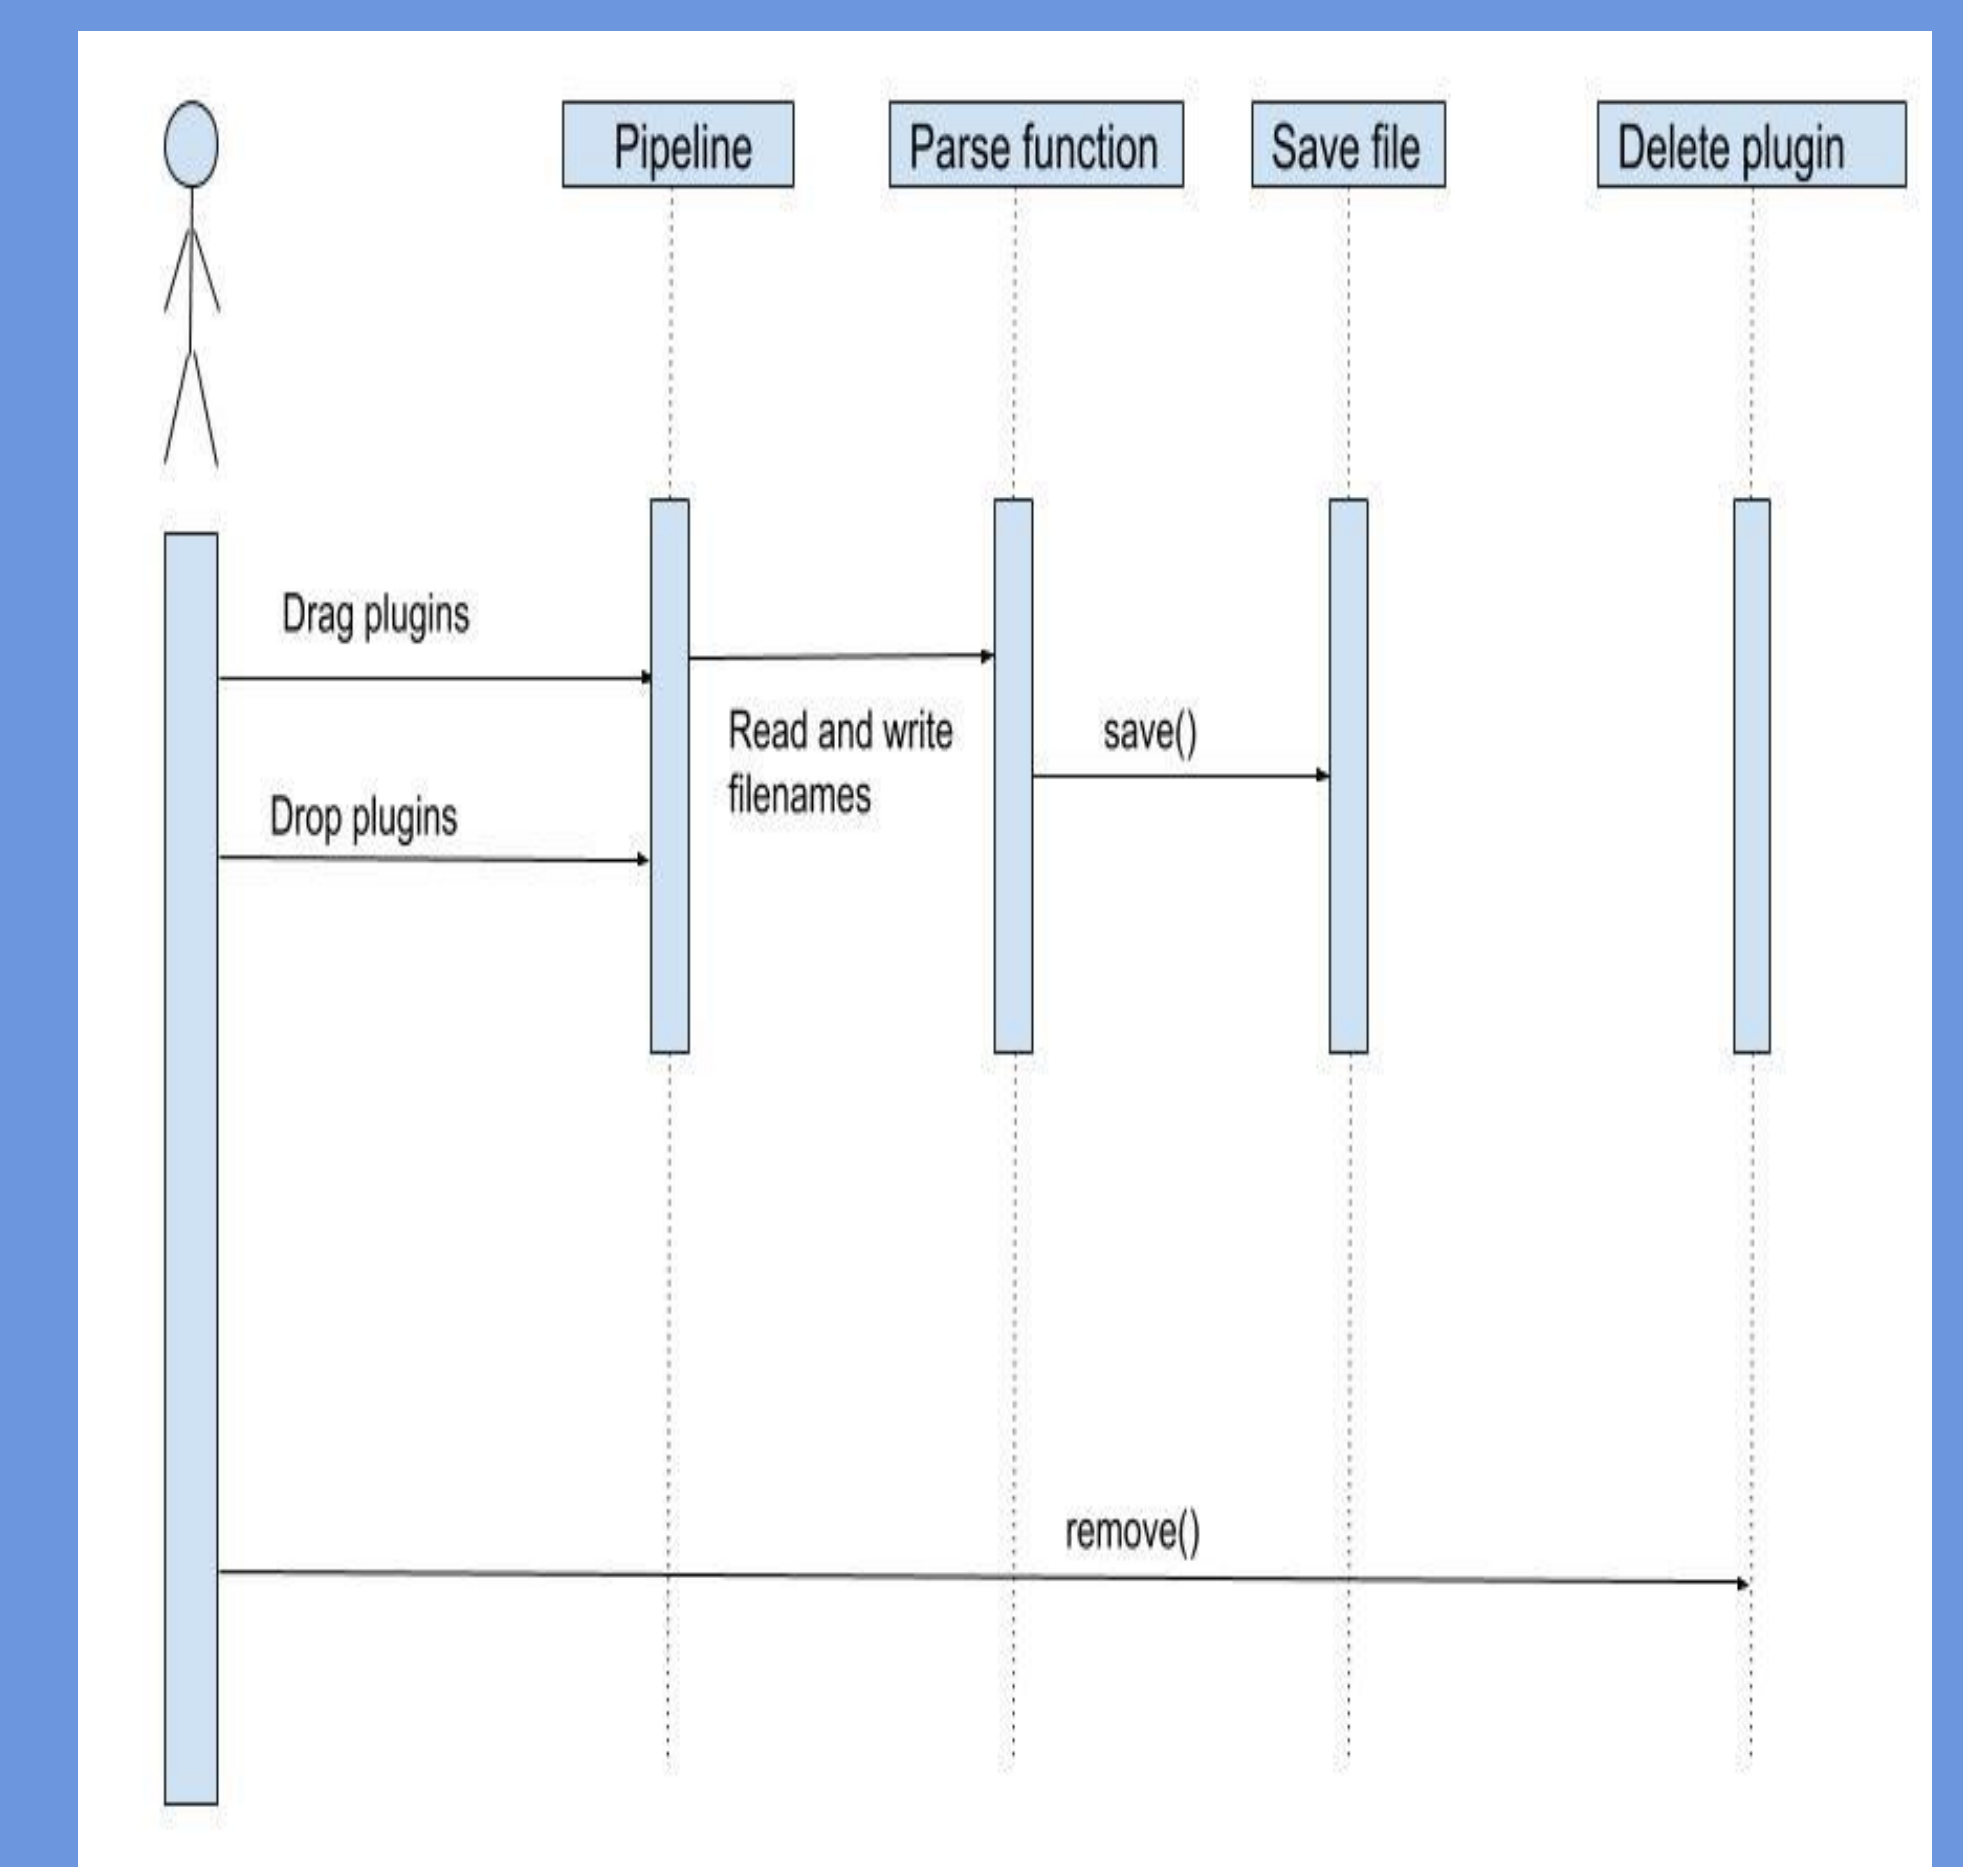 Pipeline
Parse function
Save file
Delete plugin
Drag plugins
Read and write
filenames
save()
Drop plugins
remove()